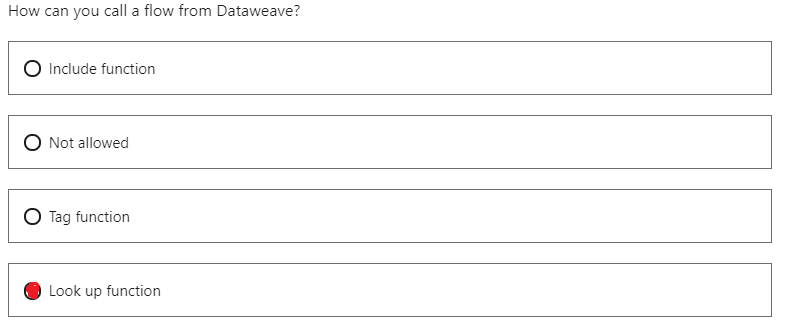 How can you call a flow from Dataweave?
Include function
Not allowed
Tag function
Look up function